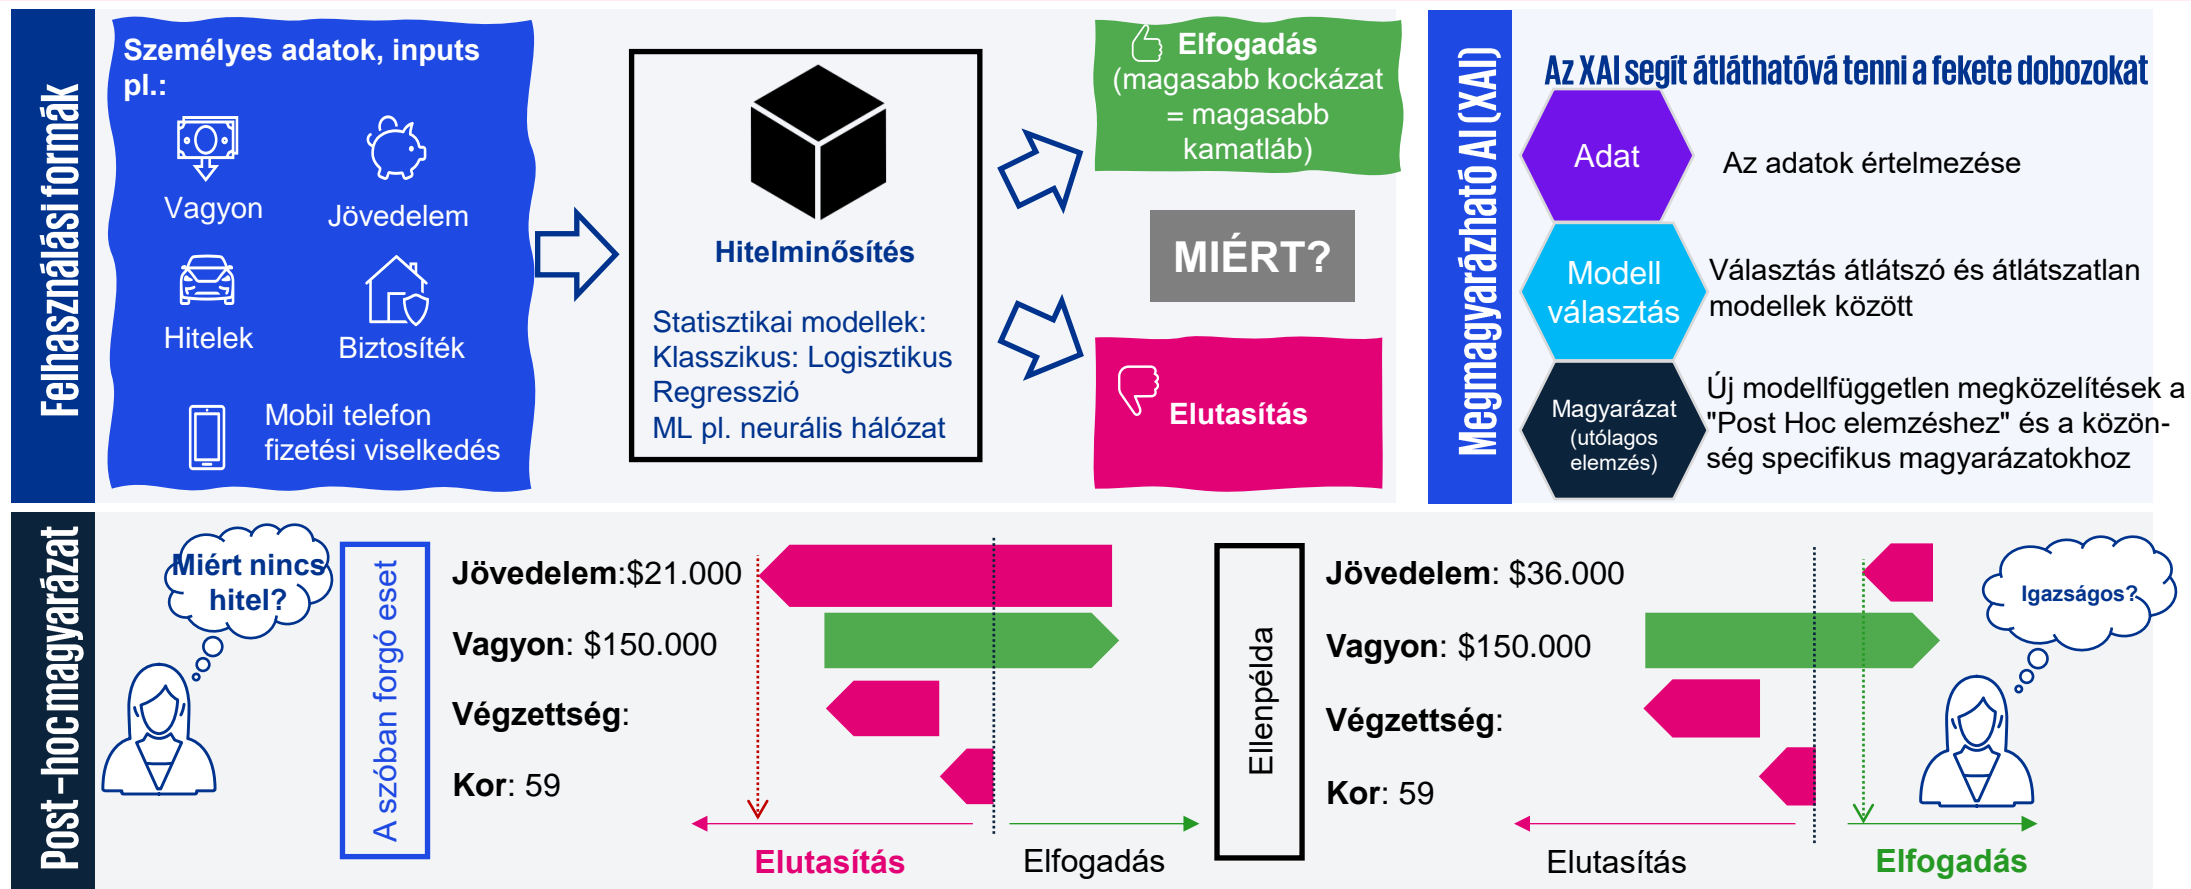 Felhasználási formák
Személyes adatok, inputs
pl.:
Vagyon
Jövedelem
Hitelek
Biztosíték
Mobil telefon
fizetési viselkedés
Hitelminősítés
Statisztikai modellek:
Klasszikus: Logisztikus
Regresszió
ML pl. neurális hálózat
Elfogadás
(magasabb kockázat
= magasabb
kamatláb)
MIÉRT?
Elutasítás
Megmagyarázható AI (XAI)
Az XAI segít átláthatóvá tenni a fekete dobozokat
Adat
Az adatok értelmezése
Modell
választás
Választás átlátszó és átlátszatlan
modellek között
Magyarázat
(utólagos
elemzés)
Új modellfüggetlen megközelítések a
"Post Hoc elemzéshez" és a közön-
ség specifikus magyarázatokhoz
Post-hocmagyarázat
Miért nincs
hitel?
A szóban forgó eset
Jövedelem:$21.000
Vagyon: $150.000
Végzettség:
Kor: 59
Elutasítás
Elfogadás
Ellenpélda
Jövedelem: $36.000
Vagyon: $150.000
Végzettség:
Kor: 59
Elutasítás
Elfogadás
Igazságos?